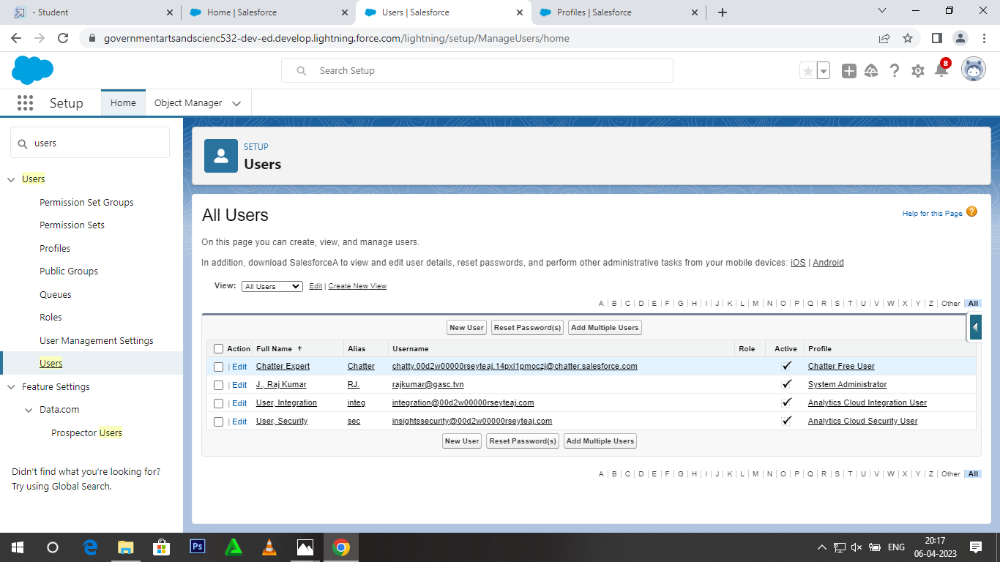 - Student
Home | Salesforce
Users | Salesforce
Profiles | Salesforce
governmentartsandscienc532-dev-ed.develop.lightning.force.com/lightning/setup/ManageUsers/home
Search Setup
8
Setup
Home
Object Manager
users
Users
Permission Set Groups
Permission Sets
Profiles
Public Groups
Queues
Roles
User Management Settings
Users
Feature Settings
Data.com
Prospector Users
Didn't find what you're looking for?
Try using Global Search.
SETUP
Users
All Users
Help for this Page ?
On this page you can create, view, and manage users.
In addition, download SalesforceA to view and edit user details, reset passwords, and perform other administrative tasks from your mobile devices: iOS | Android
View: All Users Edit | Create New View
A | B | C | D | E | F | G | H | I | J | K | L | M | N | O | P | Q | R | S | T | U | V | W | X | Y | Z | Other All
New User Reset Password(s) Add Multiple Users
Action Full Name ↑ Alias Username Role Active Profile
| Edit Chatter Expert Chatter chatty.00d2w00000rseyteaj.14pxl1pmoczj@chatter.salesforce.com ✓ Chatter Free User
| Edit J., Raj Kumar RJ. rajkumar@gasc.tvn ✓ System Administrator
| Edit User, Integration integ integration@00d2w00000rseyteaj.com ✓ Analytics Cloud Integration User
| Edit User, Security sec insightssecurity@00d2w00000rseyteaj.com ✓ Analytics Cloud Security User
New User Reset Password(s) Add Multiple Users
A | B | C | D | E | F | G | H | I | J | K | L | M | N | O | P | Q | R | S | T | U | V | W | X | Y | Z | Other All
Ps
ENG
20:17
06-04-2023